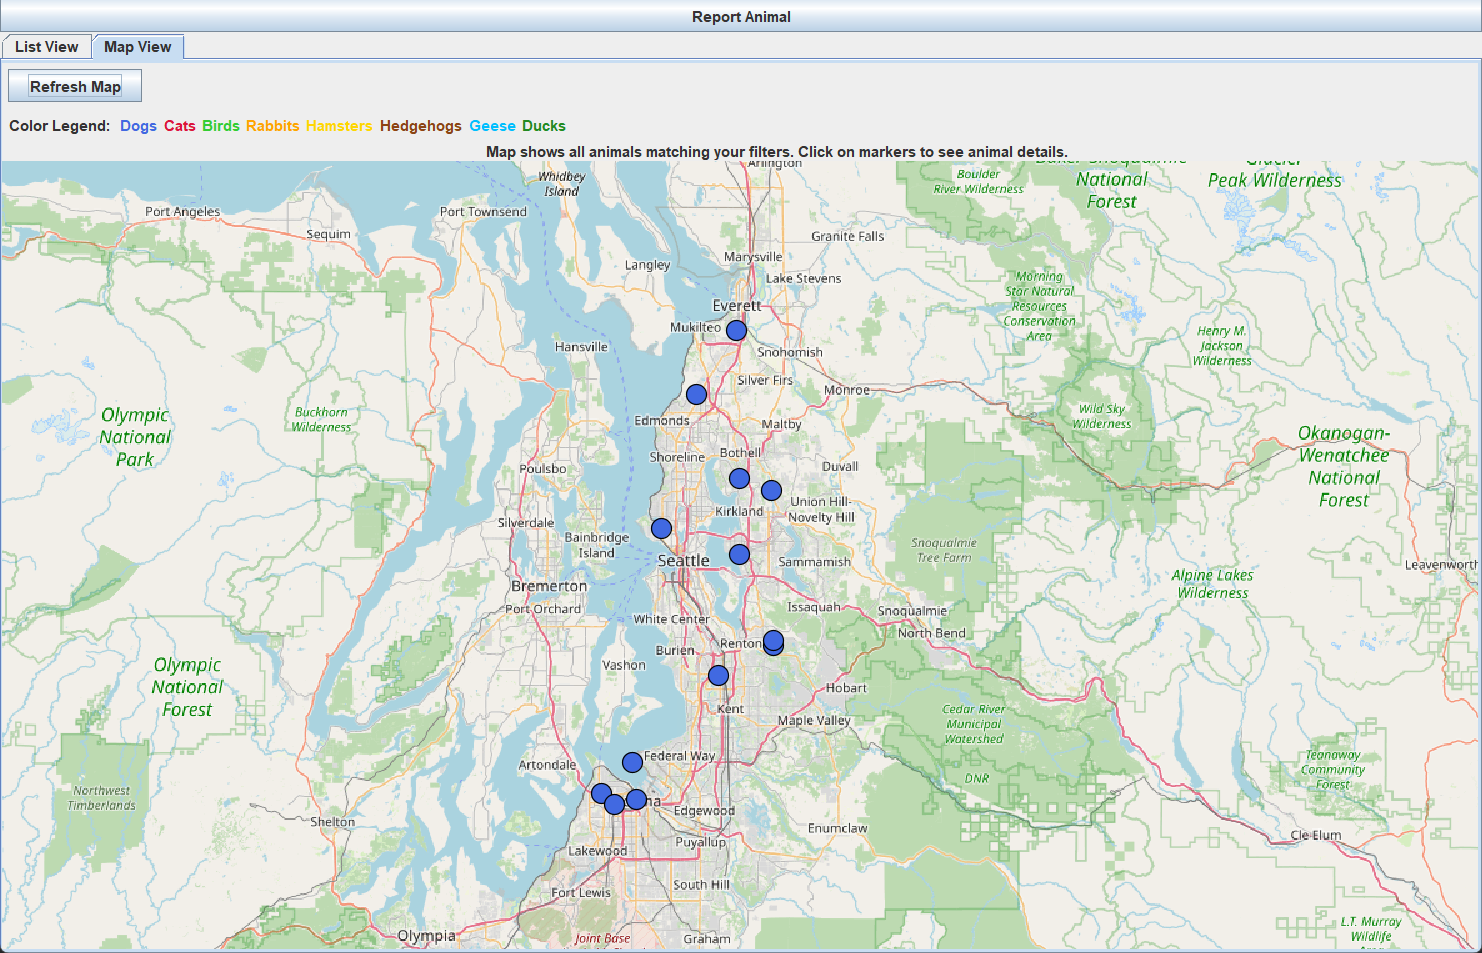 Report Animal
List View
Map View
Refresh Map
Color Legend: Dogs Cats Birds Rabbits Hamsters Hedgehogs Geese Ducks
Map shows all animals matching your filters. Click on markers to see animal details.
Arlington
Whidbey
Island
Boulder
River Wilderness
National
Forest
Glacier
Peak Wilderness
Port Angeles
Port Townsend
Sequim
Granite Falls
Langley
Marysville
Lake Stevens
Morning
Star Natural
Resources
Conservation
Area
Everett
Mukilteo
Hansville
Snohomish
Henry M.
Jackson
Wilderness
Silver Firs
Monroe
Olympic
National
Park
Buckhorn
Wilderness
Edmonds
Maltby
Wild Sky
Wilderness
Okanogan-
Wenatchee
National
Forest
Shoreline
Bothell
Poulsbo
Duvall
Union Hill-
Novelty Hill
Kirkland
Silverdale
Bainbridge
Island
Snoqualmie
Tree Farm
Seattle
Sammamish
Leavenworth
Bremerton
Alpine Lakes
Wilderness
Port Orchard
Issaquah
Snoqualmie
White Center
North Bend
Renton
Burien
Vashon
Olympic
National
Forest
Hobart
Kent
Cedar River
Municipal
Watershed
Maple Valley
Federal Way
Artondale
Teanaway
Community
Forest
DNR
Northwest
Timberlands
na
Edgewood
Shelton
Enumclaw
Cle Elum
Puyallup
Lakewood
South Hill
Fort Lewis
Olympia
Joint Base
Graham
L.T. Murray
Wildlife